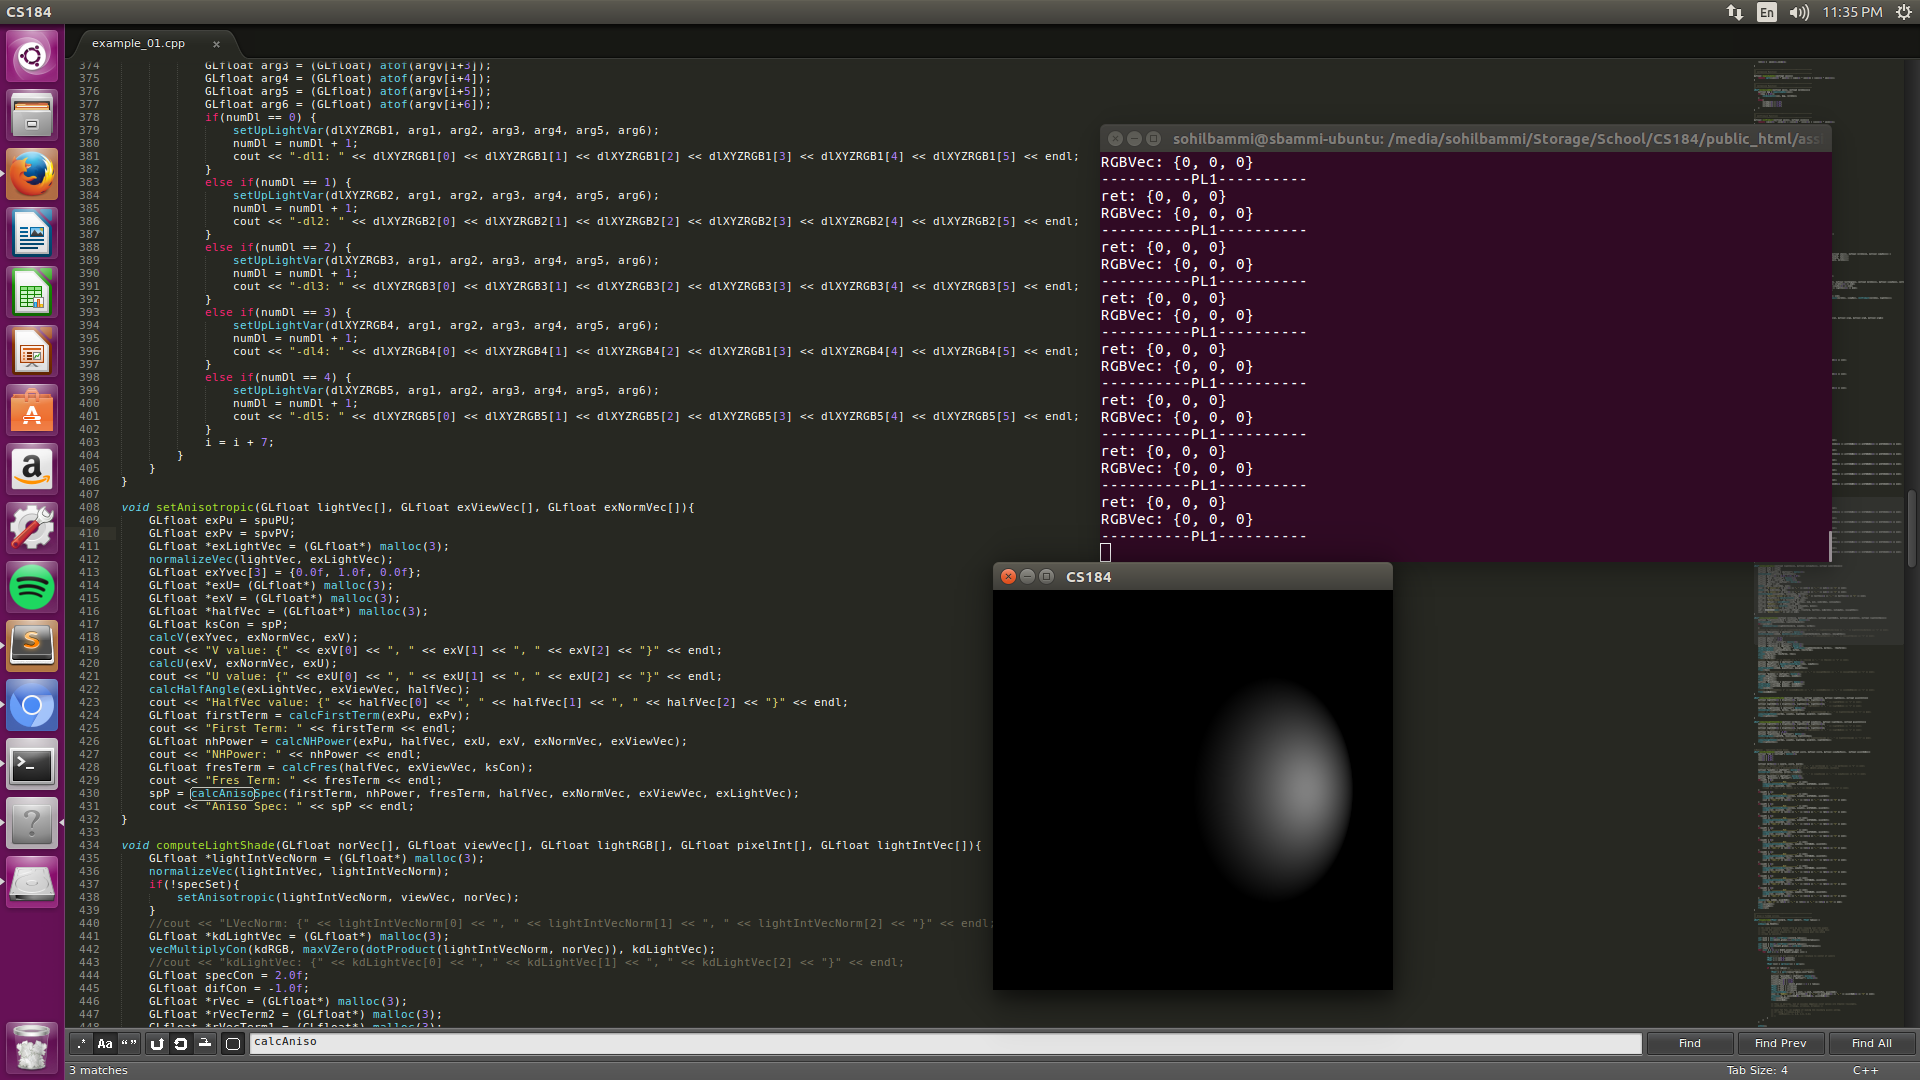 CS184
En
11:35 PM
example_01.cpp ×
374 GLfloat arg3 = (GLfloat) atof(argv[i+3]);
375 GLfloat arg4 = (GLfloat) atof(argv[i+4]);
376 GLfloat arg5 = (GLfloat) atof(argv[i+5]);
377 GLfloat arg6 = (GLfloat) atof(argv[i+6]);
378 if(numDl == 0) {
379 setUpLightVar(dlXYZRGB1, arg1, arg2, arg3, arg4, arg5, arg6);
380 numDl = numDl + 1;
381 cout << "-dl1: " << dlXYZRGB1[0] << dlXYZRGB1[1] << dlXYZRGB1[2] << dlXYZRGB1[3] << dlXYZRGB1[4] << dlXYZRGB1[5] << endl;
382 }
383 else if(numDl == 1) {
384 setUpLightVar(dlXYZRGB2, arg1, arg2, arg3, arg4, arg5, arg6);
385 numDl = numDl + 1;
386 cout << "-dl2: " << dlXYZRGB2[0] << dlXYZRGB2[1] << dlXYZRGB2[2] << dlXYZRGB2[3] << dlXYZRGB2[4] << dlXYZRGB2[5] << endl;
387 }
388 else if(numDl == 2) {
389 setUpLightVar(dlXYZRGB3, arg1, arg2, arg3, arg4, arg5, arg6);
390 numDl = numDl + 1;
391 cout << "-dl3: " << dlXYZRGB3[0] << dlXYZRGB3[1] << dlXYZRGB3[2] << dlXYZRGB3[3] << dlXYZRGB3[4] << dlXYZRGB3[5] << endl;
392 }
393 else if(numDl == 3) {
394 setUpLightVar(dlXYZRGB4, arg1, arg2, arg3, arg4, arg5, arg6);
395 numDl = numDl + 1;
396 cout << "-dl4: " << dlXYZRGB4[0] << dlXYZRGB4[1] << dlXYZRGB4[2] << dlXYZRGB1[3] << dlXYZRGB4[4] << dlXYZRGB4[5] << endl;
397 }
398 else if(numDl == 4) {
399 setUpLightVar(dlXYZRGB5, arg1, arg2, arg3, arg4, arg5, arg6);
400 numDl = numDl + 1;
401 cout << "-dl5: " << dlXYZRGB5[0] << dlXYZRGB5[1] << dlXYZRGB5[2] << dlXYZRGB5[3] << dlXYZRGB5[4] << dlXYZRGB5[5] << endl;
402 }
403 i = i + 7;
404 }
405 }
406 }
407
408 void setAnisotropic(GLfloat lightVec[], GLfloat exViewVec[], GLfloat exNormVec[]){
409 GLfloat exPu = spuPU;
410 GLfloat exPv = spvPV;
411 GLfloat *exLightVec = (GLfloat*) malloc(3);
412 normalizeVec(lightVec, exLightVec);
413 GLfloat exYvec[3] = {0.0f, 1.0f, 0.0f};
414 GLfloat *exU= (GLfloat*) malloc(3);
415 GLfloat *exV = (GLfloat*) malloc(3);
416 GLfloat *halfVec = (GLfloat*) malloc(3);
417 GLfloat ksCon = spP;
418 calcV(exYvec, exNormVec, exV);
419 cout << "V value: {" << exV[0] << ", " << exV[1] << ", " << exV[2] << "}" << endl;
420 calcU(exV, exNormVec, exU);
421 cout << "U value: {" << exU[0] << ", " << exU[1] << ", " << exU[2] << "}" << endl;
422 calcHalfAngle(exLightVec, exViewVec, halfVec);
423 cout << "HalfVec value: {" << halfVec[0] << ", " << halfVec[1] << ", " << halfVec[2] << "}" << endl;
424 GLfloat firstTerm = calcFirstTerm(exPu, exPv);
425 cout << "First Term: " << firstTerm << endl;
426 GLfloat nhPower = calcNHPower(exPu, halfVec, exU, exV, exNormVec, exViewVec);
427 cout << "NHPower: " << nhPower << endl;
428 GLfloat fresTerm = calcFres(halfVec, exViewVec, ksCon);
429 cout << "Fres Term: " << fresTerm << endl;
430 spP = calcAnisoSpec(firstTerm, nhPower, fresTerm, halfVec, exNormVec, exViewVec, exLightVec);
431 cout << "Aniso Spec: " << spP << endl;
432 }
433
434 void computeLightShade(GLfloat norVec[], GLfloat viewVec[], GLfloat lightRGB[], GLfloat pixelInt[], GLfloat lightIntVec[]){
435 GLfloat *lightIntVecNorm = (GLfloat*) malloc(3);
436 normalizeVec(lightIntVec, lightIntVecNorm);
437 if(!specSet){
438 setAnisotropic(lightIntVecNorm, viewVec, norVec);
439 }
440 //cout << "LVecNorm: {" << lightIntVecNorm[0] << ", " << lightIntVecNorm[1] << ", " << lightIntVecNorm[2] << "}" << endl;
441 GLfloat *kdLightVec = (GLfloat*) malloc(3);
442 vecMultiplyCon(kdRGB, maxVZero(dotProduct(lightIntVecNorm, norVec)), kdLightVec);
443 //cout << "kdLightVec: {" << kdLightVec[0] << ", " << kdLightVec[1] << ", " << kdLightVec[2] << "}" << endl;
444 GLfloat specCon = 2.0f;
445 GLfloat difCon = -1.0f;
446 GLfloat *rVec = (GLfloat*) malloc(3);
447 GLfloat *rVecTerm2 = (GLfloat*) malloc(3);
448 GLfloat *rVecTerm1 = (GLfloat*) malloc(3);
sohilbammi@sbammi-ubuntu: /media/sohilbammi/Storage/School/CS184/public_html/ass
RGBVec: {0, 0, 0}
----------PL1----------
ret: {0, 0, 0}
RGBVec: {0, 0, 0}
----------PL1----------
ret: {0, 0, 0}
RGBVec: {0, 0, 0}
----------PL1----------
ret: {0, 0, 0}
RGBVec: {0, 0, 0}
----------PL1----------
ret: {0, 0, 0}
RGBVec: {0, 0, 0}
----------PL1----------
ret: {0, 0, 0}
RGBVec: {0, 0, 0}
----------PL1----------
ret: {0, 0, 0}
RGBVec: {0, 0, 0}
----------PL1----------
ret: {0, 0, 0}
RGBVec: {0, 0, 0}
----------PL1----------
CS184
.* Aa “” calcAniso Find Find Prev Find All
3 matches Tab Size: 4 C++